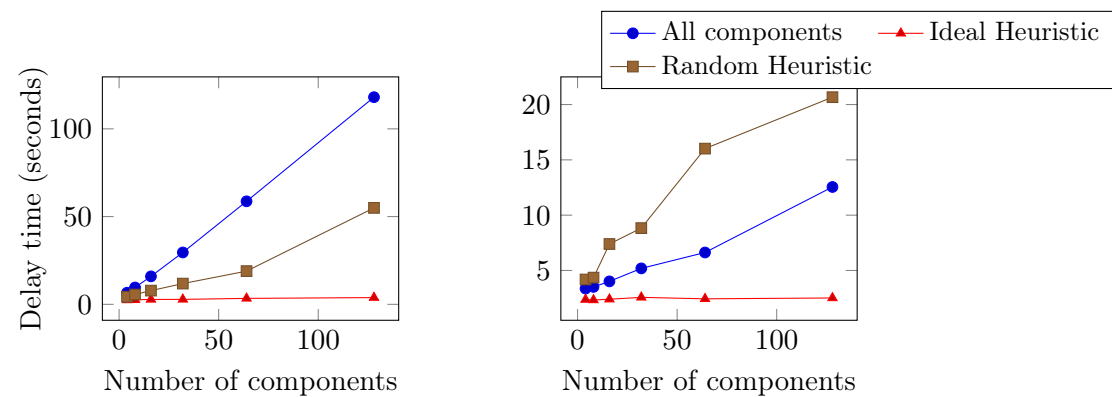 All components
Ideal Heuristic
Random Heuristic
Delay time (seconds)
100
50
0
0
50
100
Number of components
20
15
10
5
0
50
100
Number of components